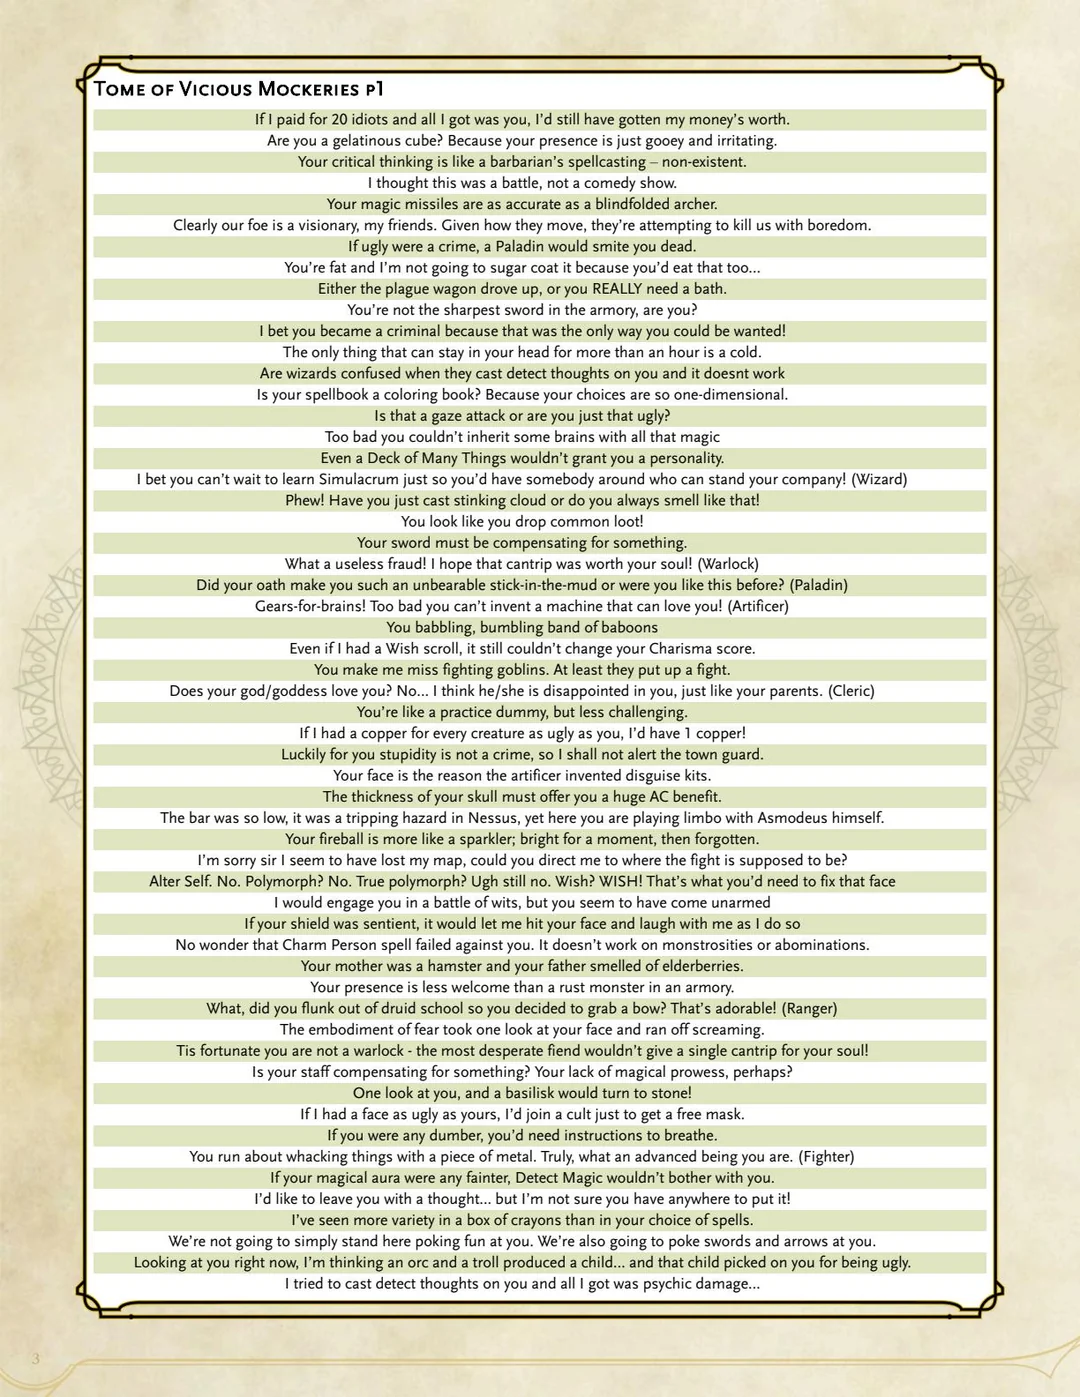 Tome of Vicious Mockeries p1
If I paid for 20 idiots and all I got was you, I'd still have gotten my money's worth.
Are you a gelatinous cube? Because your presence is just gooey and irritating.
Your critical thinking is like a barbarian's spellcasting – non-existent.
I thought this was a battle, not a comedy show.
Your magic missiles are as accurate as a blindfolded archer.
Clearly our foe is a visionary, my friends. Given how they move, they're attempting to kill us with boredom.
If ugly were a crime, a Paladin would smite you dead.
You're fat and I'm not going to sugar coat it because you'd eat that too...
Either the plague wagon drove up, or you REALLY need a bath.
You're not the sharpest sword in the armory, are you?
I bet you became a criminal because that was the only way you could be wanted!
The only thing that can stay in your head for more than an hour is a cold.
Are wizards confused when they cast detect thoughts on you and it doesnt work
Is your spellbook a coloring book? Because your choices are so one-dimensional.
Is that a gaze attack or are you just that ugly?
Too bad you couldn't inherit some brains with all that magic
Even a Deck of Many Things wouldn't grant you a personality.
I bet you can't wait to learn Simulacrum just so you'd have somebody around who can stand your company! (Wizard)
Phew! Have you just cast stinking cloud or do you always smell like that!
You look like you drop common loot!
Your sword must be compensating for something.
What a useless fraud! I hope that cantrip was worth your soul! (Warlock)
Did your oath make you such an unbearable stick-in-the-mud or were you like this before? (Paladin)
Gears-for-brains! Too bad you can't invent a machine that can love you! (Artificer)
You babbling, bumbling band of baboons
Even if I had a Wish scroll, it still couldn't change your Charisma score.
You make me miss fighting goblins. At least they put up a fight.
Does your god/goddess love you? No... I think he/she is disappointed in you, just like your parents. (Cleric)
You're like a practice dummy, but less challenging.
If I had a copper for every creature as ugly as you, I'd have 1 copper!
Luckily for you stupidity is not a crime, so I shall not alert the town guard.
Your face is the reason the artificer invented disguise kits.
The thickness of your skull must offer you a huge AC benefit.
The bar was so low, it was a tripping hazard in Nessus, yet here you are playing limbo with Asmodeus himself.
Your fireball is more like a sparkler; bright for a moment, then forgotten.
I'm sorry sir I seem to have lost my map, could you direct me to where the fight is supposed to be?
Alter Self. No. Polymorph? No. True polymorph? Ugh still no. Wish? WISH! That's what you'd need to fix that face
I would engage you in a battle of wits, but you seem to have come unarmed
If your shield was sentient, it would let me hit your face and laugh with me as I do so
No wonder that Charm Person spell failed against you. It doesn't work on monstrosities or abominations.
Your mother was a hamster and your father smelled of elderberries.
Your presence is less welcome than a rust monster in an armory.
What, did you flunk out of druid school so you decided to grab a bow? That's adorable! (Ranger)
The embodiment of fear took one look at your face and ran off screaming.
Tis fortunate you are not a warlock - the most desperate fiend wouldn't give a single cantrip for your soul!
Is your staff compensating for something? Your lack of magical prowess, perhaps?
One look at you, and a basilisk would turn to stone!
If I had a face as ugly as yours, I'd join a cult just to get a free mask.
If you were any dumber, you'd need instructions to breathe.
You run about whacking things with a piece of metal. Truly, what an advanced being you are. (Fighter)
If your magical aura were any fainter, Detect Magic wouldn't bother with you.
I'd like to leave you with a thought... but I'm not sure you have anywhere to put it!
I've seen more variety in a box of crayons than in your choice of spells.
We're not going to simply stand here poking fun at you. We're also going to poke swords and arrows at you.
Looking at you right now, I'm thinking an orc and a troll produced a child... and that child picked on you for being ugly.
I tried to cast detect thoughts on you and all I got was psychic damage...
3